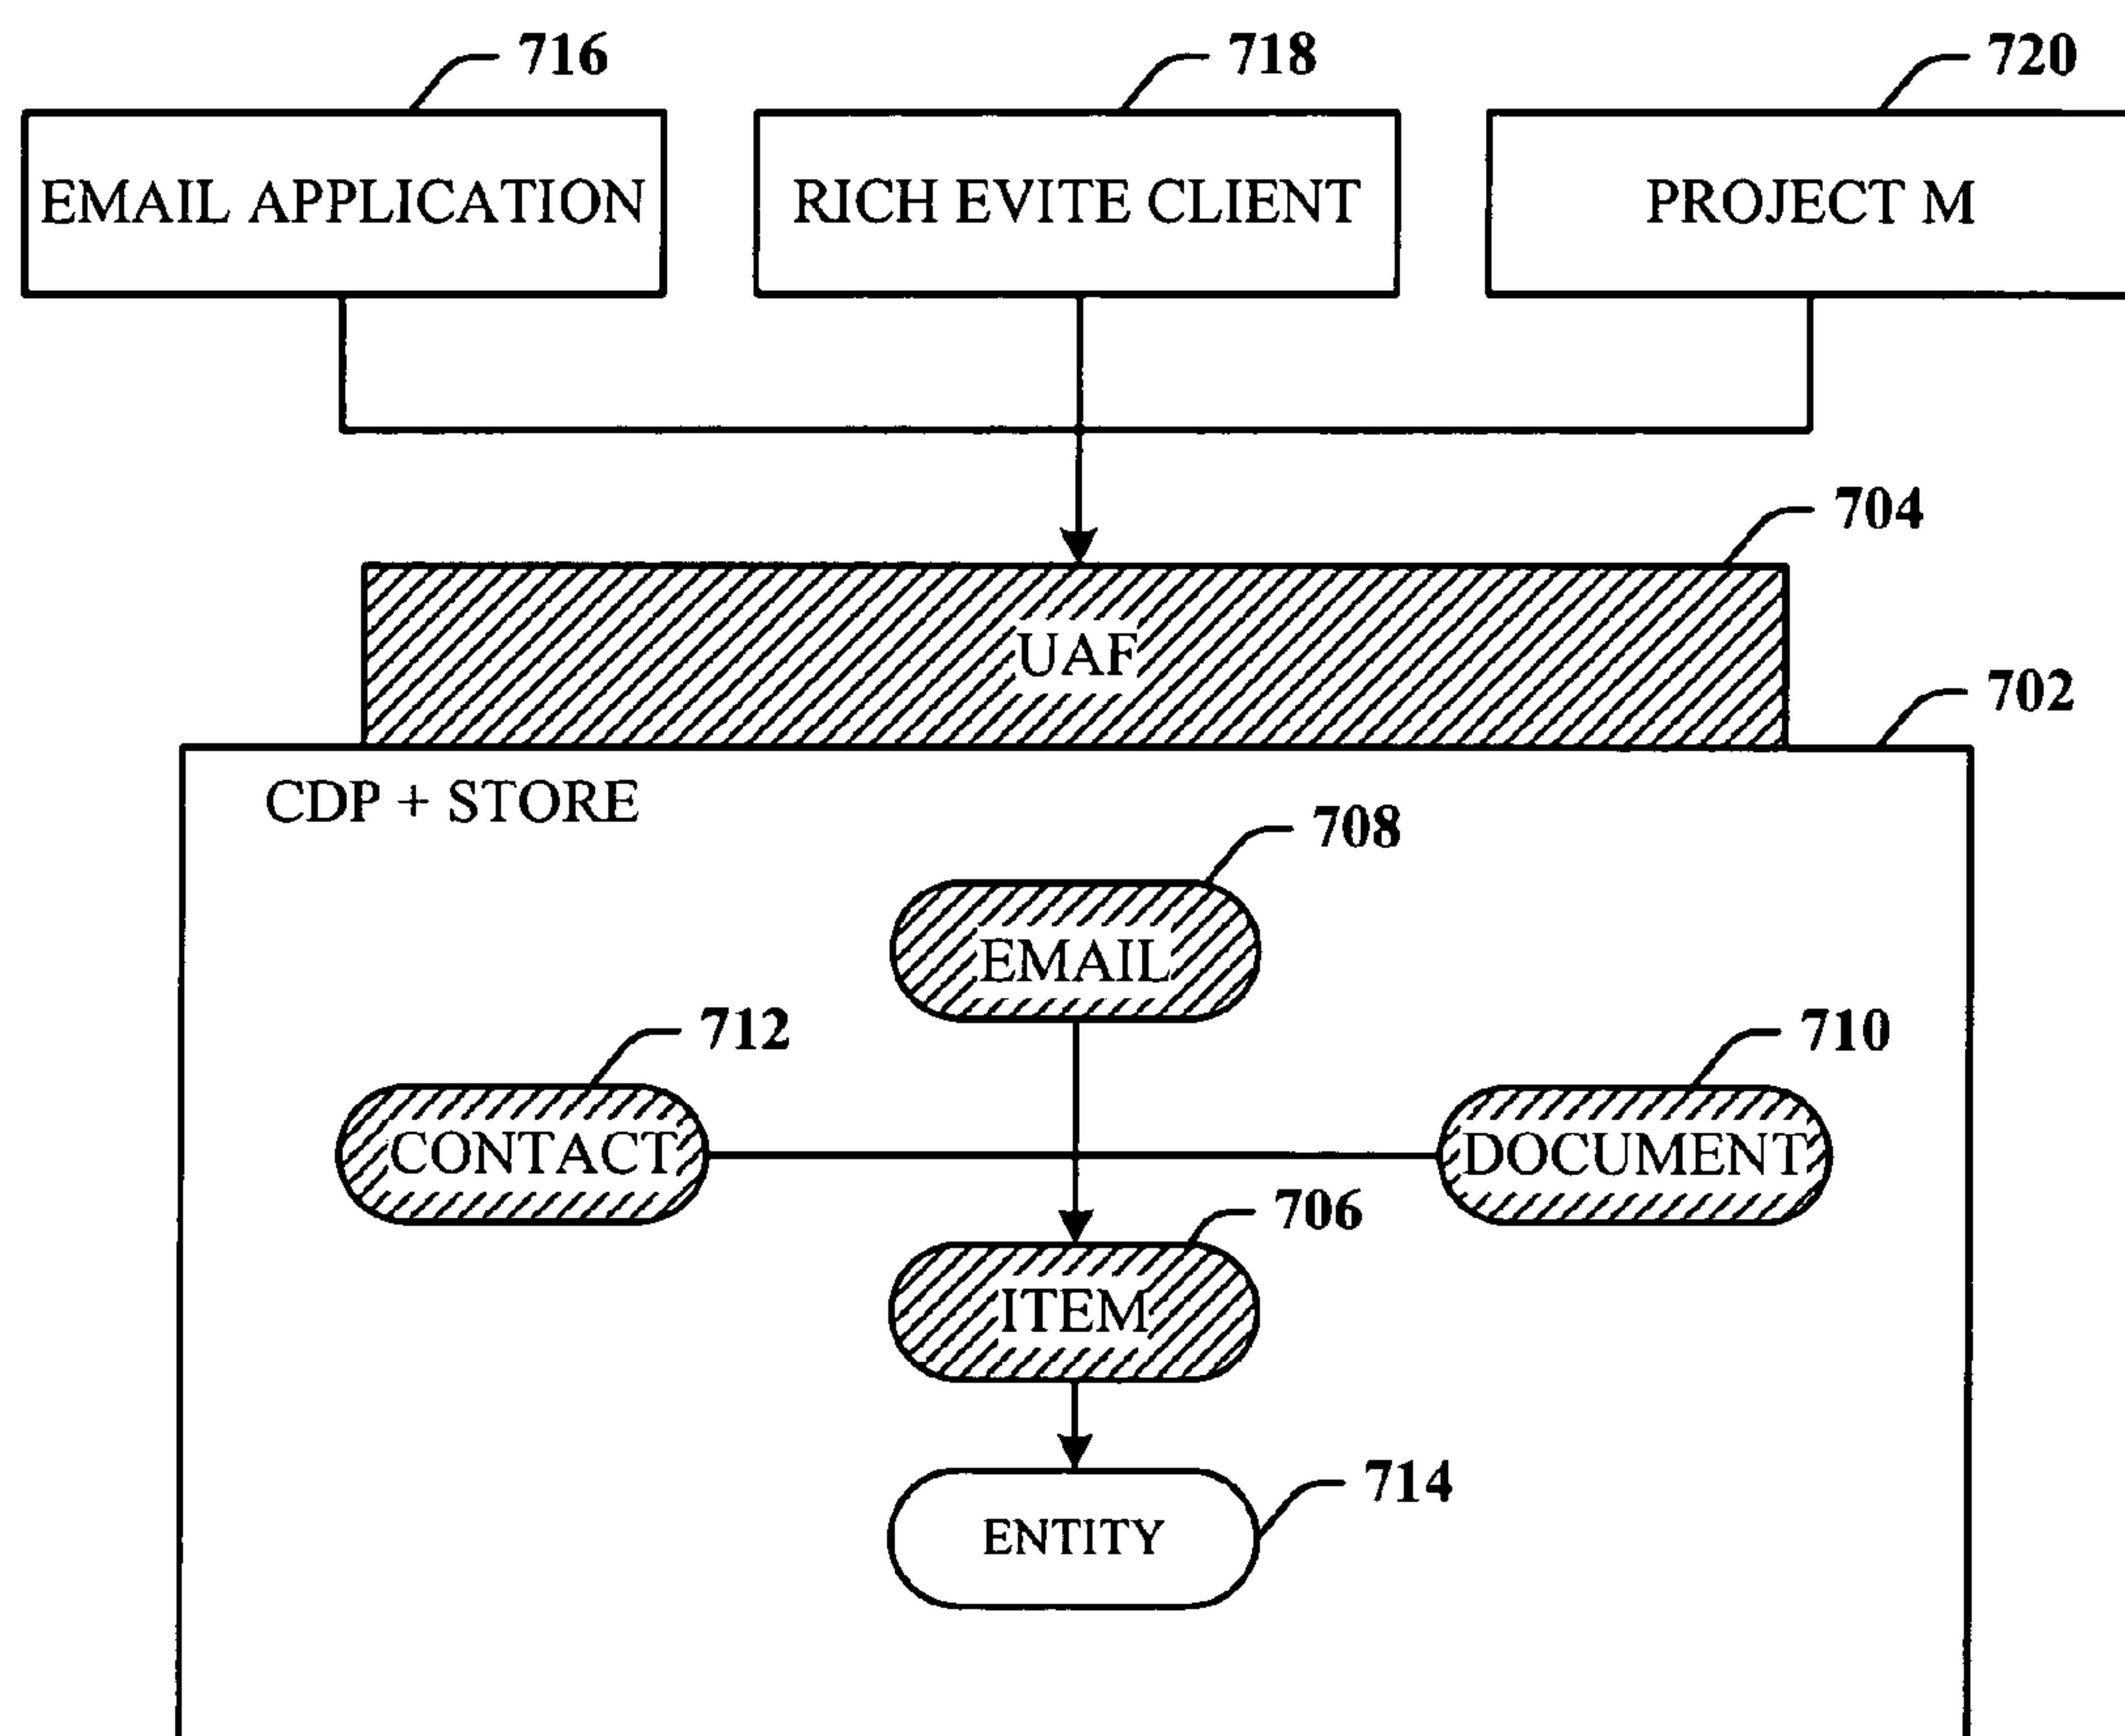 716
718
720
EMAIL APPLICATION
RICH EVITE CLIENT
PROJECT M
704
UAF
702
CDP + STORE
708
EMAIL
712
710
CONTACT
DOCUMENT
706
ITEM
714
ENTITY